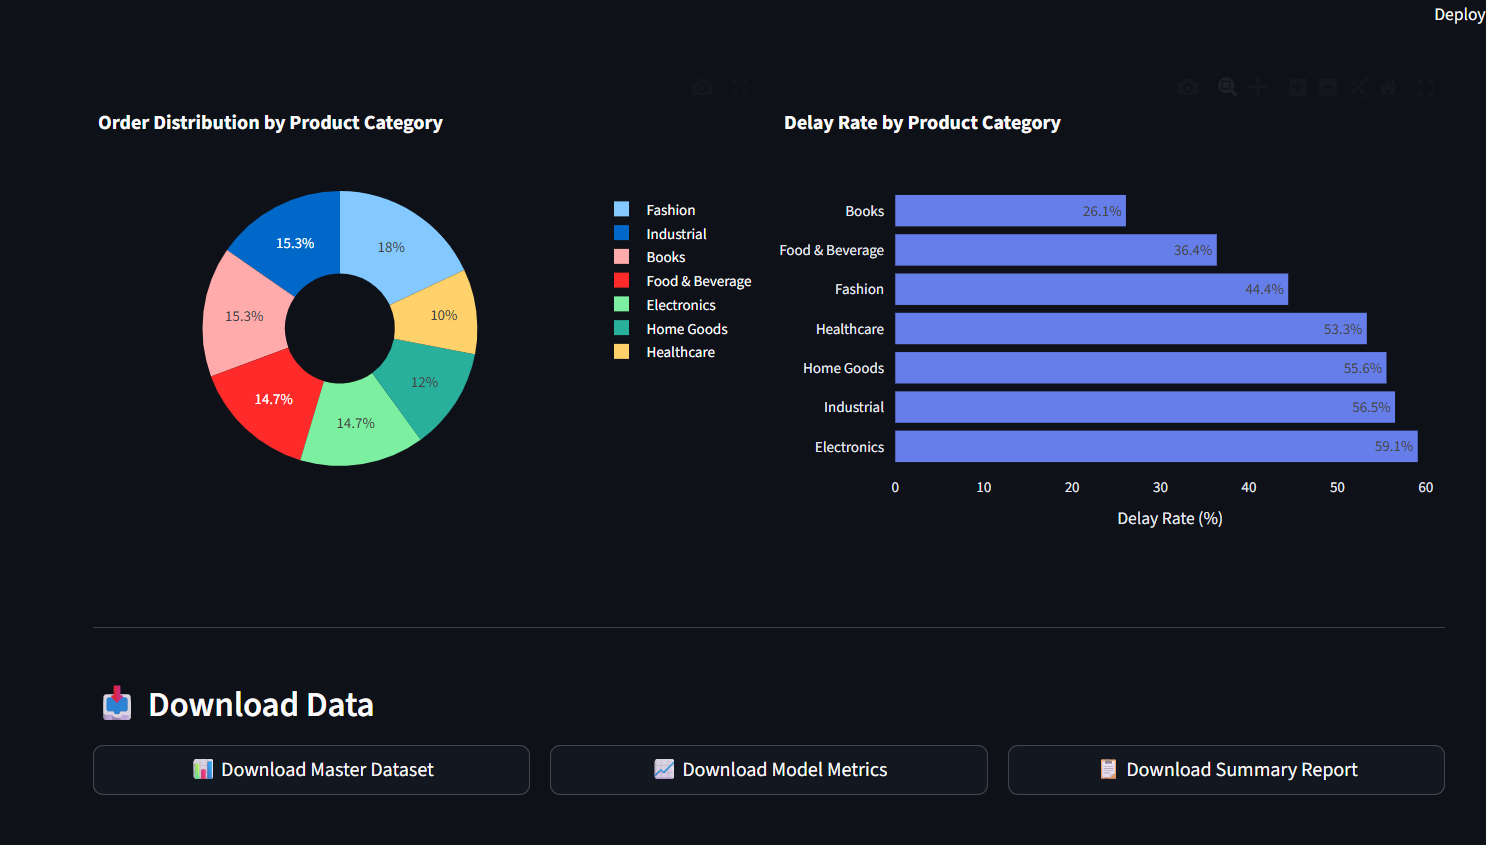 Deploy
Order Distribution by Product Category
18%
10%
12%
14.7%
14.7%
15.3%
15.3%
Fashion
Industrial
Books
Food & Beverage
Electronics
Home Goods
Healthcare
Delay Rate by Product Category
Books 26.1%
Food & Beverage 36.4%
Fashion 44.4%
Healthcare 53.3%
Home Goods 55.6%
Industrial 56.5%
Electronics 59.1%
0 10 20 30 40 50 60
Delay Rate (%)
Download Data
Download Master Dataset
Download Model Metrics
Download Summary Report